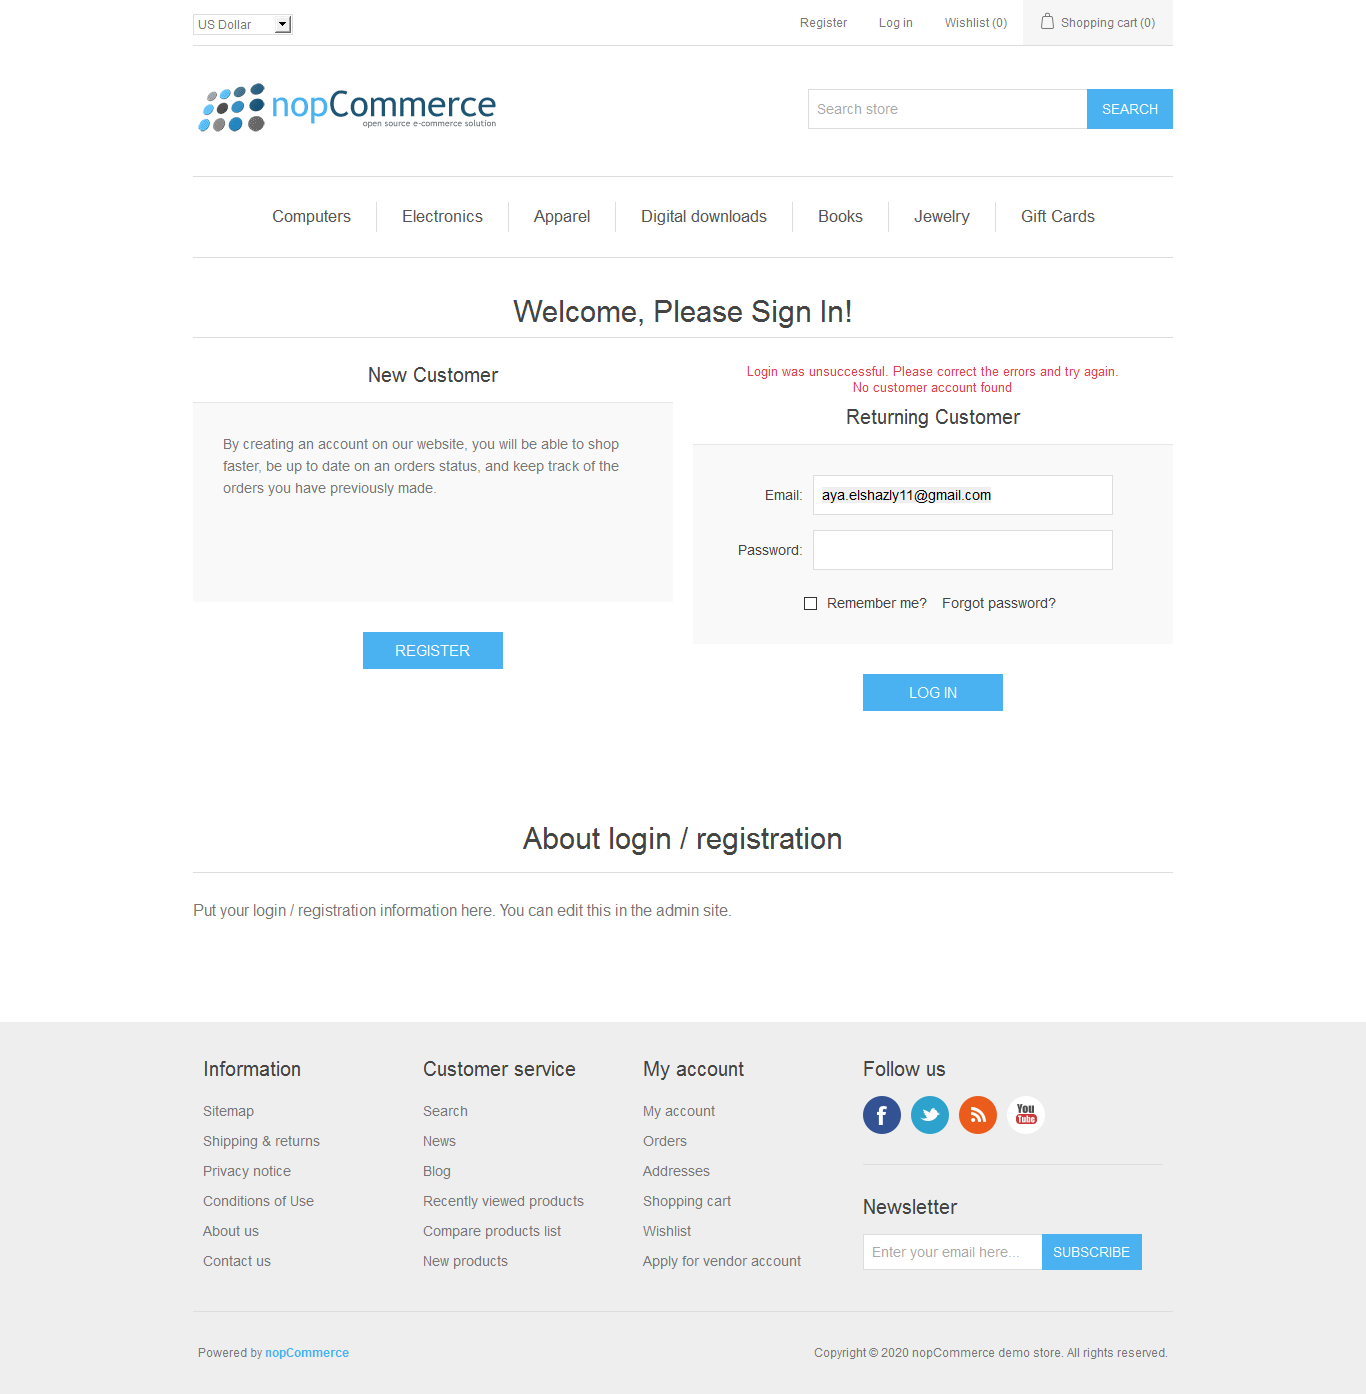 US Dollar
Register
Log in
Wishlist (0)
Shopping cart (0)
nopCommerce
open source e-commerce solution
Search store
SEARCH
Computers
Electronics
Apparel
Digital downloads
Books
Jewelry
Gift Cards
Welcome, Please Sign In!
New Customer
By creating an account on our website, you will be able to shop
faster, be up to date on an orders status, and keep track of the
orders you have previously made.
REGISTER
Login was unsuccessful. Please correct the errors and try again.
No customer account found
Returning Customer
Email:
aya.elshazly11@gmail.com
Password:
Remember me?
Forgot password?
LOG IN
About login / registration
Put your login / registration information here. You can edit this in the admin site.
Information
Sitemap
Shipping & returns
Privacy notice
Conditions of Use
About us
Contact us
Customer service
Search
News
Blog
Recently viewed products
Compare products list
New products
My account
My account
Orders
Addresses
Shopping cart
Wishlist
Apply for vendor account
Follow us
You
Tube
Newsletter
Enter your email here...
SUBSCRIBE
Powered by nopCommerce
Copyright © 2020 nopCommerce demo store. All rights reserved.